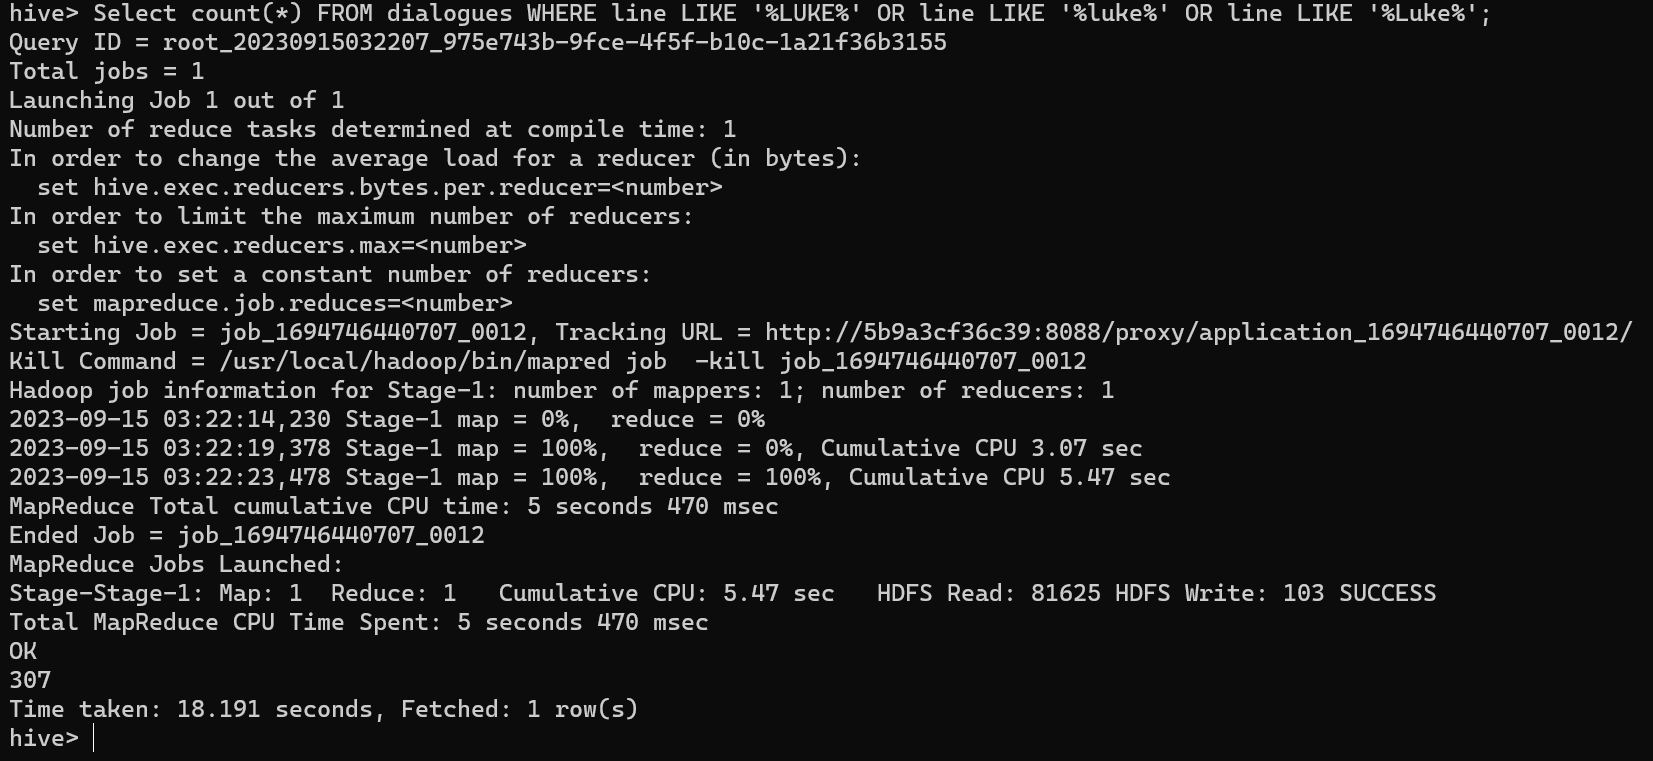 hive> Select count(*) FROM dialogues WHERE line LIKE '%LUKE%' OR line LIKE '%luke%' OR line LIKE '%Luke%';
Query ID = root_20230915032207_975e743b-9fce-4f5f-b10c-1a21f36b3155
Total jobs = 1
Launching Job 1 out of 1
Number of reduce tasks determined at compile time: 1
In order to change the average load for a reducer (in bytes):
  set hive.exec.reducers.bytes.per.reducer=<number>
In order to limit the maximum number of reducers:
  set hive.exec.reducers.max=<number>
In order to set a constant number of reducers:
  set mapreduce.job.reduces=<number>
Starting Job = job_1694746440707_0012, Tracking URL = http://5b9a3cf36c39:8088/proxy/application_1694746440707_0012/
Kill Command = /usr/local/hadoop/bin/mapred job  -kill job_1694746440707_0012
Hadoop job information for Stage-1: number of mappers: 1; number of reducers: 1
2023-09-15 03:22:14,230 Stage-1 map = 0%,  reduce = 0%
2023-09-15 03:22:19,378 Stage-1 map = 100%,  reduce = 0%, Cumulative CPU 3.07 sec
2023-09-15 03:22:23,478 Stage-1 map = 100%,  reduce = 100%, Cumulative CPU 5.47 sec
MapReduce Total cumulative CPU time: 5 seconds 470 msec
Ended Job = job_1694746440707_0012
MapReduce Jobs Launched:
Stage-Stage-1: Map: 1  Reduce: 1   Cumulative CPU: 5.47 sec   HDFS Read: 81625 HDFS Write: 103 SUCCESS
Total MapReduce CPU Time Spent: 5 seconds 470 msec
OK
307
Time taken: 18.191 seconds, Fetched: 1 row(s)
hive>